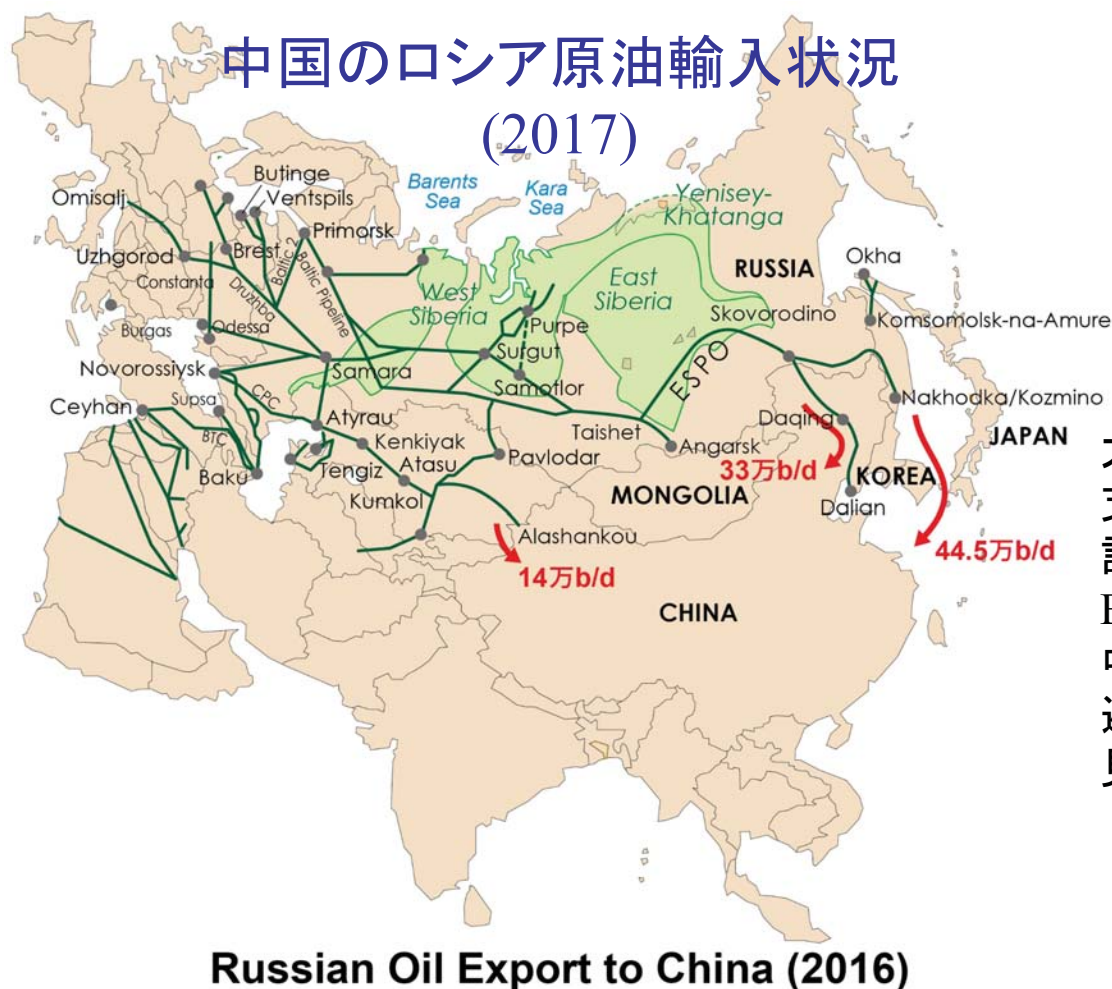 中国のロシア原油輸入状況
(2017)
Butinge
Ventspils
Omisalj
Primorsk
Barents
Sea
Kara
Sea
Yenisey-
Khatanga
Uzhgorod
Brest
Baltic 2
Baltic Pipeline
Constanta
Druzhba
West
Siberia
East
Siberia
RUSSIA
Okha
Skovorodino
Komsomolsk-na-Amure
Burgas
Odessa
Purpe
Surgut
Samotlor
Novorossiysk
Samara
ESPO
Nakhodka/Kozmino
Ceyhan
Supsa
CPC
Atyrau
Taishet
Angarsk
Daqing
JAPAN
BTC
Kenkiyak
Pavlodar
33万b/d
KOREA
Baku
Tengiz
Atasu
MONGOLIA
Dalian
Kumkol
Alashankou
44.5万b/d
14万b/d
CHINA
Russian Oil Export to China (2016)